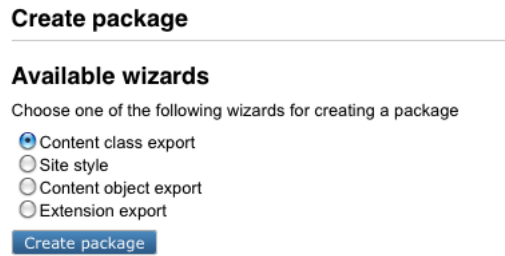 Create package
Available wizards
Choose one of the following wizards for creating a package
Content class export
Site style
Content object export
Extension export
Create package